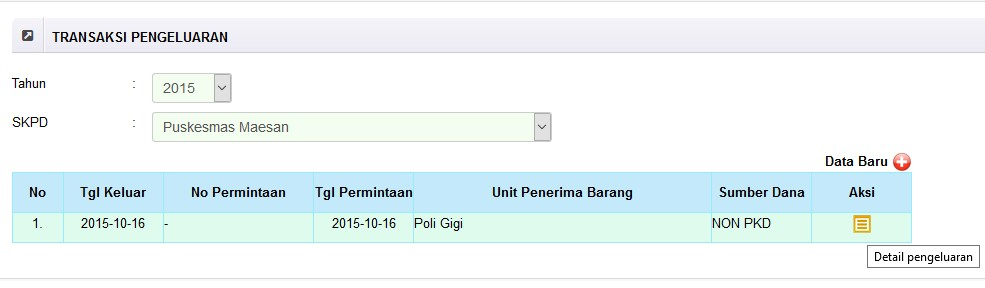 TRANSAKSI PENGELUARAN
Tahun : 2015
SKPD : Puskesmas Maesan
Data Baru
No Tgl Keluar No Permintaan Tgl Permintaan Unit Penerima Barang Sumber Dana Aksi
1. 2015-10-16 - 2015-10-16 Poli Gigi NON PKD
Detail pengeluaran